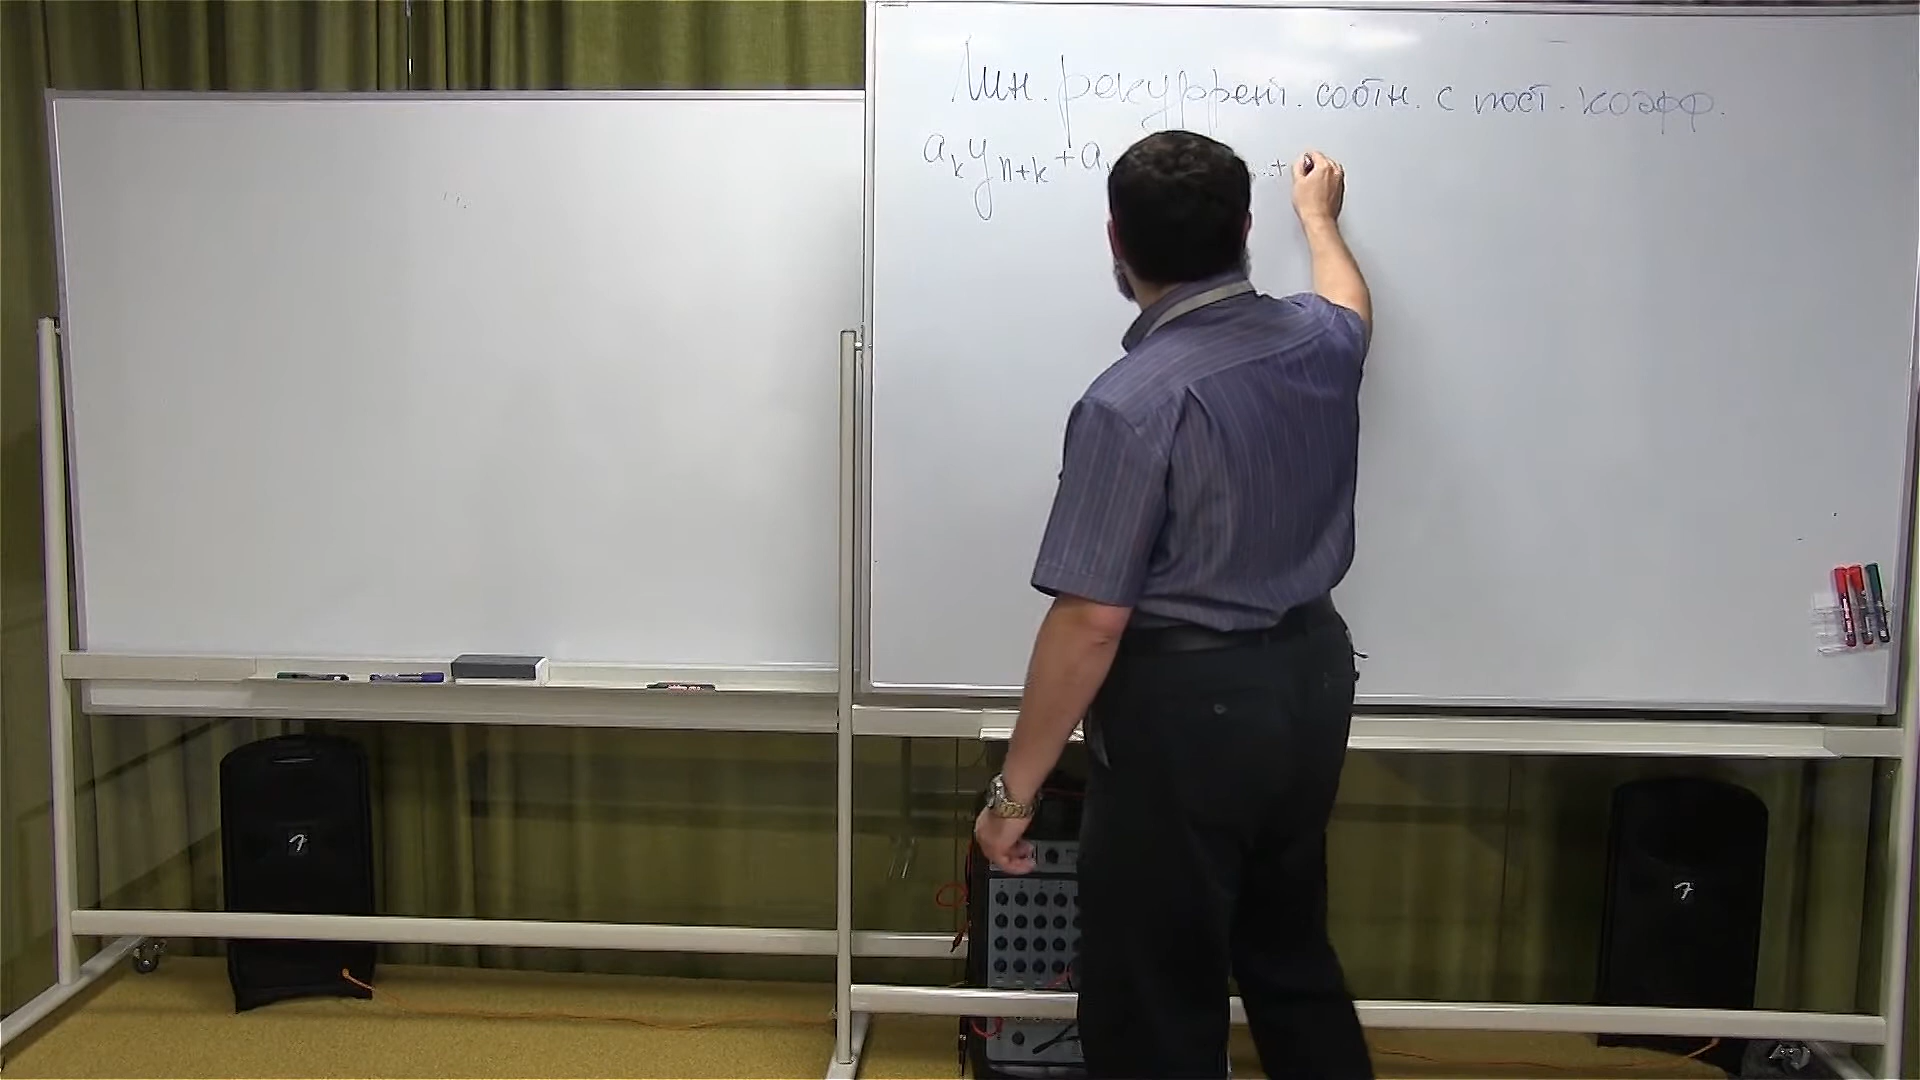 Лин. рекуррент. соотн. с пост. коэфф.
a_k y_{n+k} + a ... +